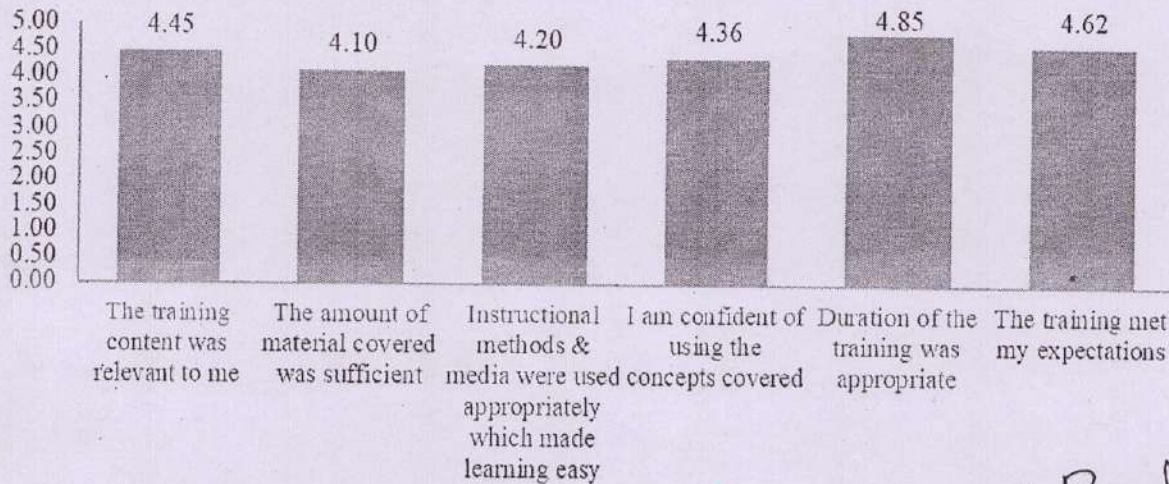 5.00
4.50
4.00
3.50
3.00
2.50
2.00
1.50
1.00
0.50
0.00
4.45
4.10
4.20
4.36
4.85
4.62
The training
content was
relevant to me
The amount of
material covered
was sufficient
Instructional
methods &
media were used
appropriately
which made
learning easy
I am confident of
using the
concepts covered
Duration of the
training was
appropriate
The training met
my expectations